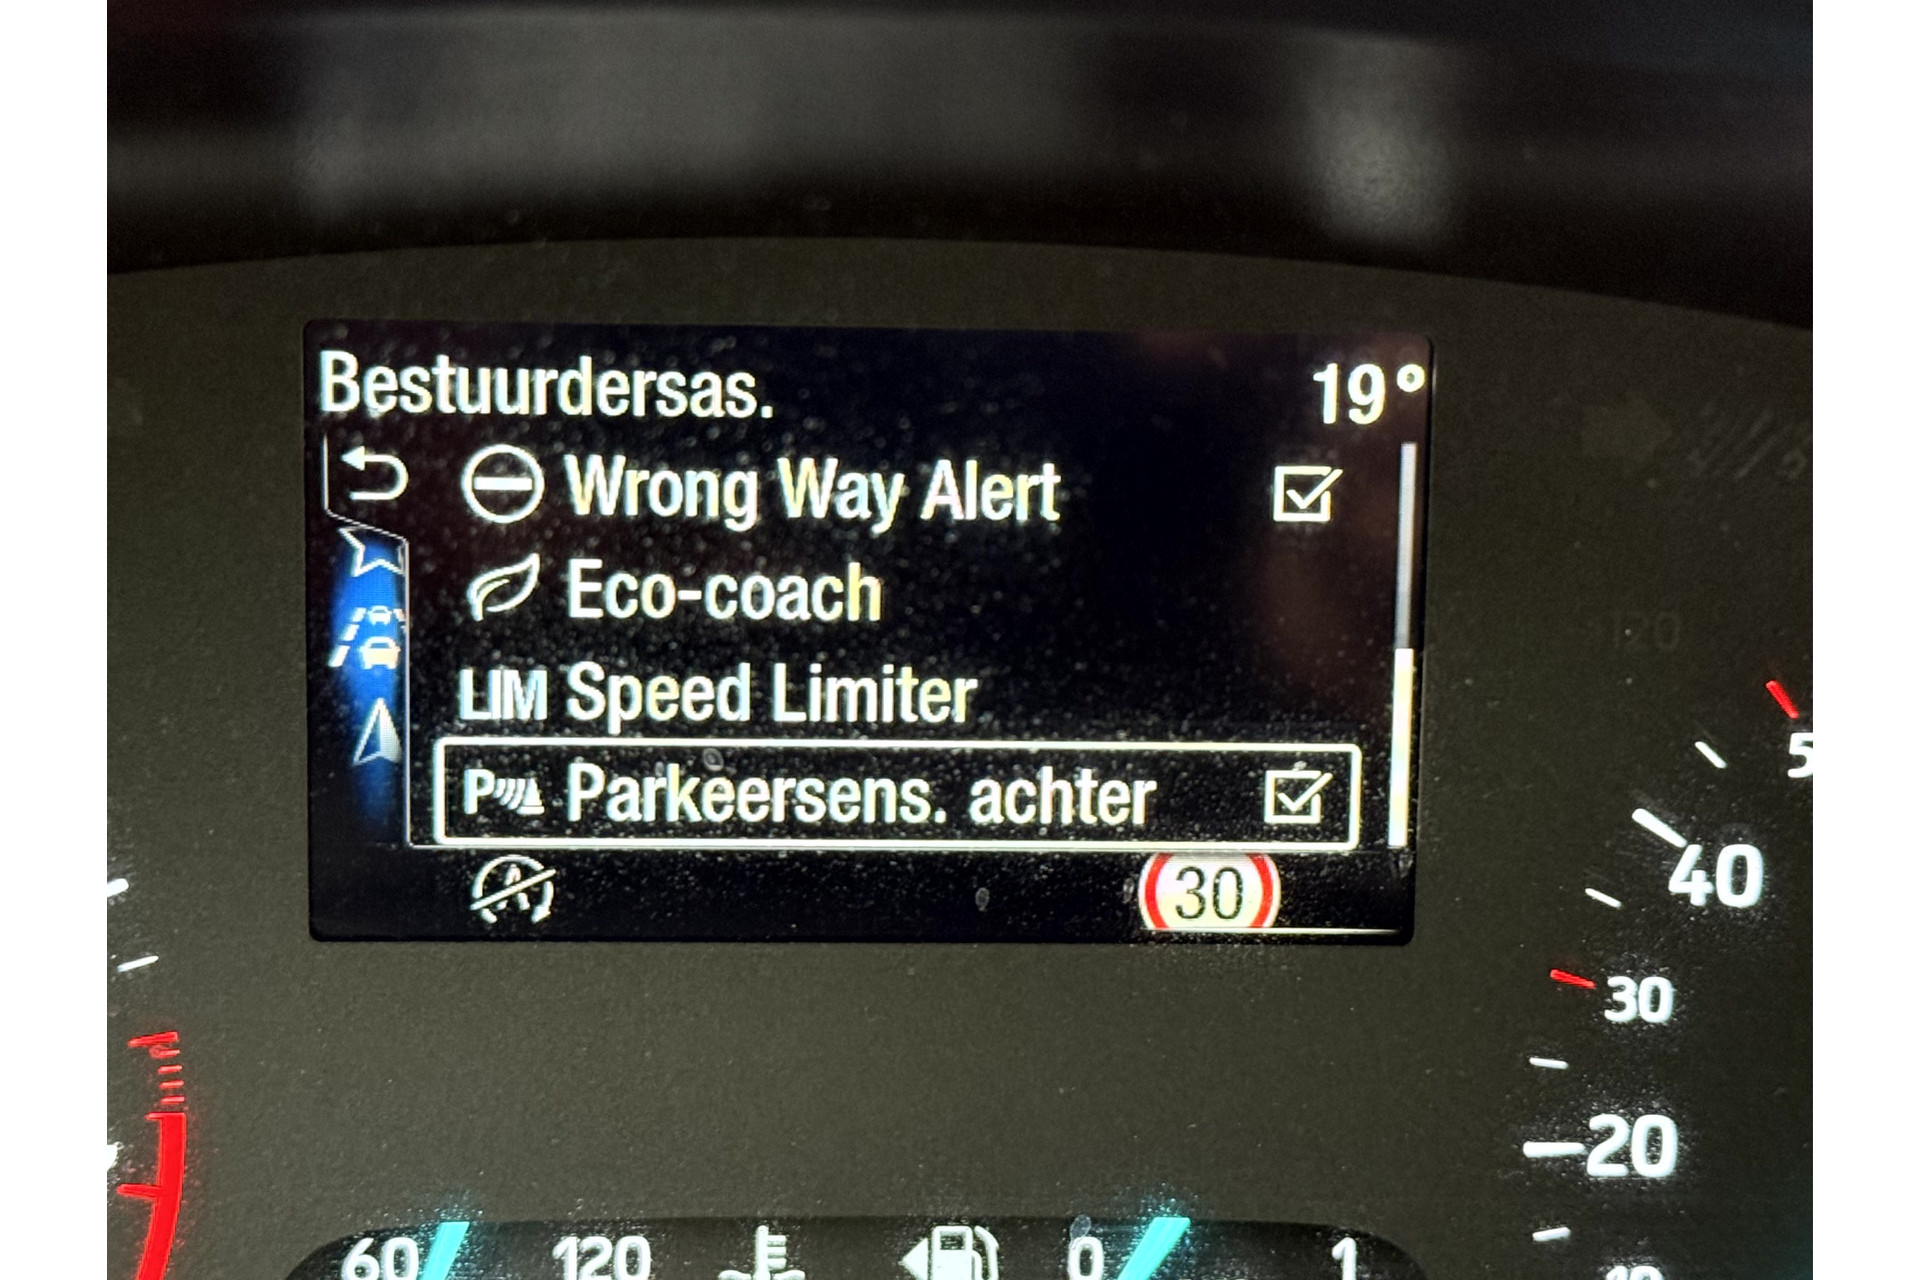 Bestuurdersas. 19°
Wrong Way Alert
Eco-coach
LIM Speed Limiter
P Parkeersens. achter
A 30
5
40
30
20
60 120 0 1